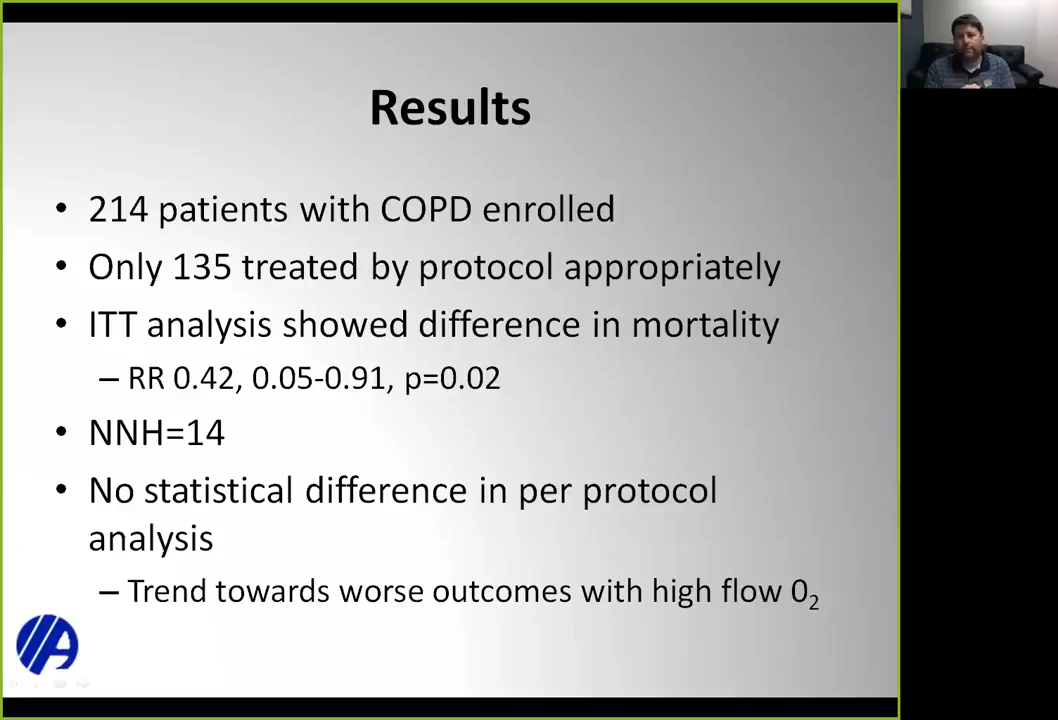 Results
• 214 patients with COPD enrolled
• Only 135 treated by protocol appropriately
• ITT analysis showed difference in mortality
– RR 0.42, 0.05-0.91, p=0.02
• NNH=14
• No statistical difference in per protocol
analysis
– Trend towards worse outcomes with high flow 0₂